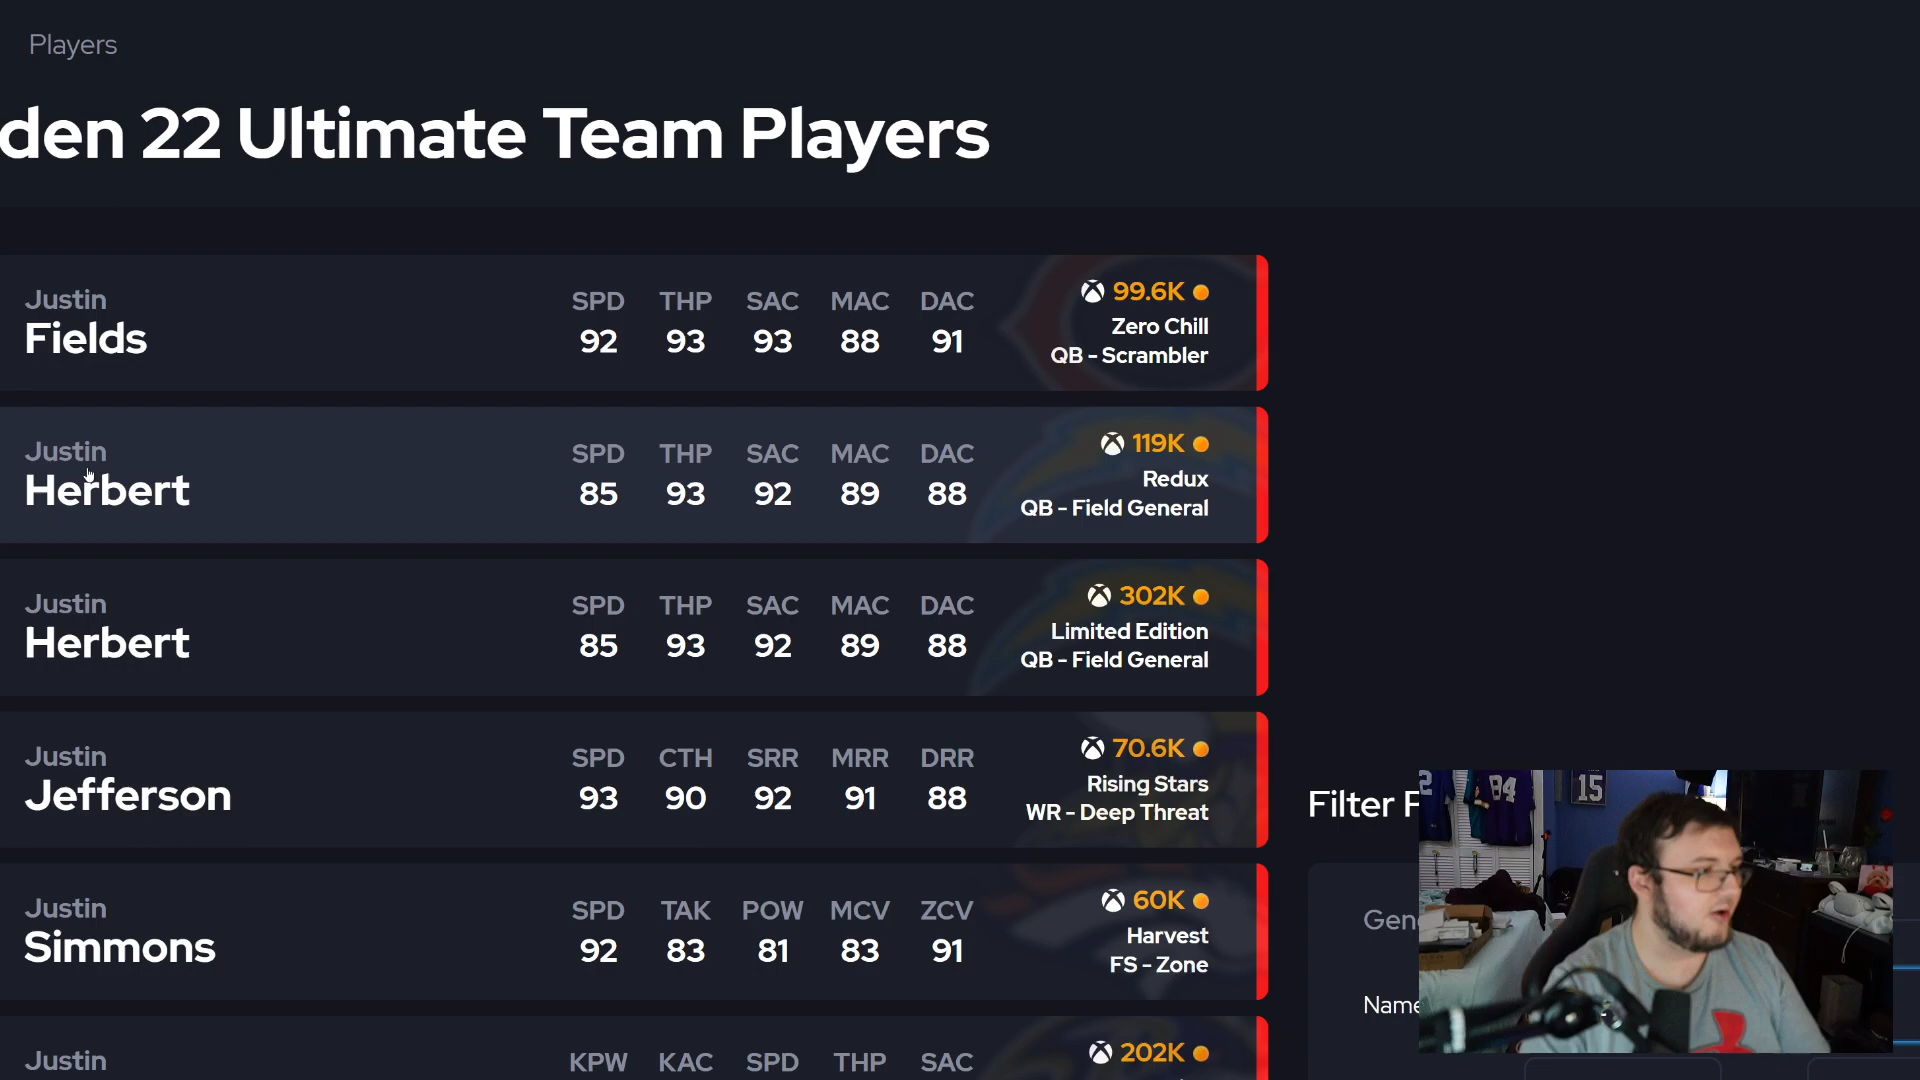 Players
den 22 Ultimate Team Players
Justin
Fields
SPD THP SAC MAC DAC
92 93 93 88 91
99.6K
Zero Chill
QB - Scrambler
Justin
Herbert
SPD THP SAC MAC DAC
85 93 92 89 88
119K
Redux
QB - Field General
Justin
Herbert
SPD THP SAC MAC DAC
85 93 92 89 88
302K
Limited Edition
QB - Field General
Justin
Jefferson
SPD CTH SRR MRR DRR
93 90 92 91 88
70.6K
Rising Stars
WR - Deep Threat
Justin
Simmons
SPD TAK POW MCV ZCV
92 83 81 83 91
60K
Harvest
FS - Zone
Justin
KPW KAC SPD THP SAC
202K
Filter F
Gen
Name
2
84
15